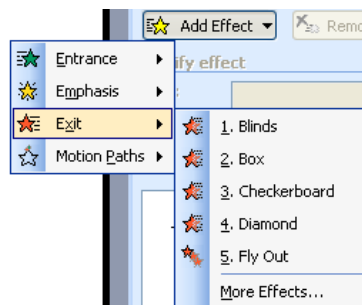 Add Effect
Remo
ify effect
Entrance
Emphasis
Exit
Motion Paths
1. Blinds
2. Box
3. Checkerboard
4. Diamond
5. Fly Out
More Effects...